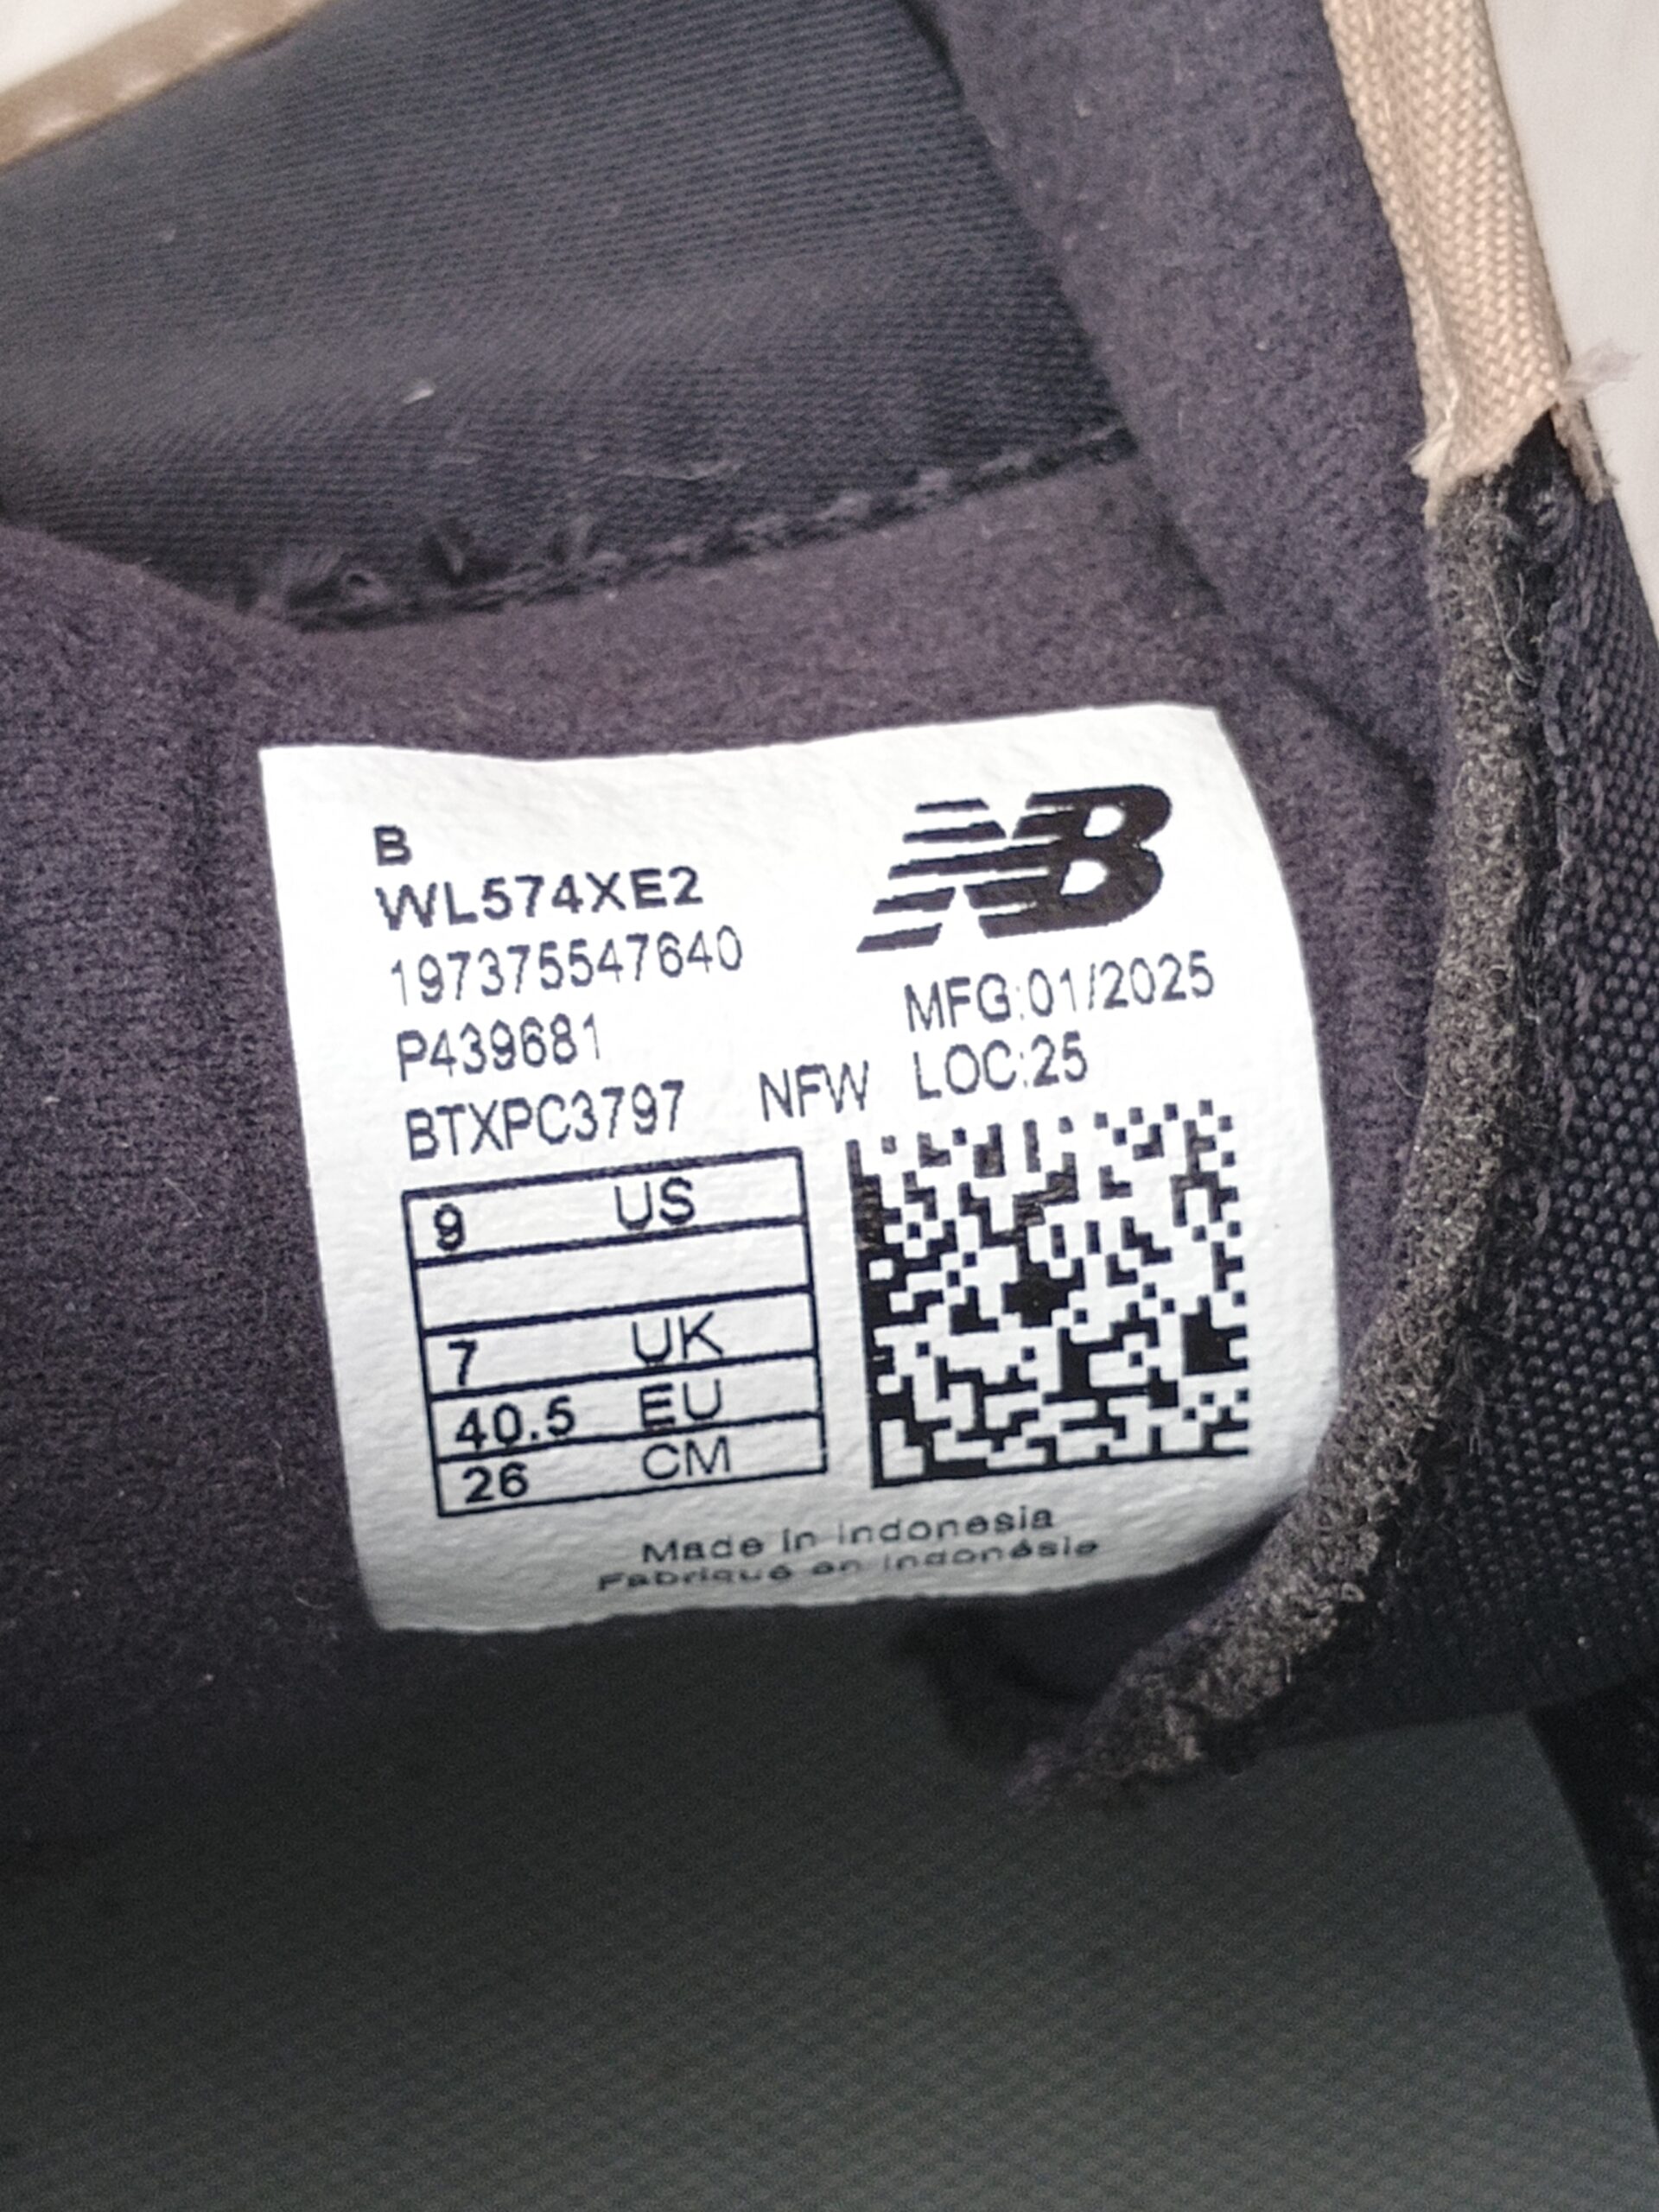 B
WL574XE2
197375547640
P439681
BTXPC3797 NFW
NB
MFG:01/2025
LOC:25
9 US
7 UK
40.5 EU
26 CM
Made in Indonesia
Fabriqué en Indonésie